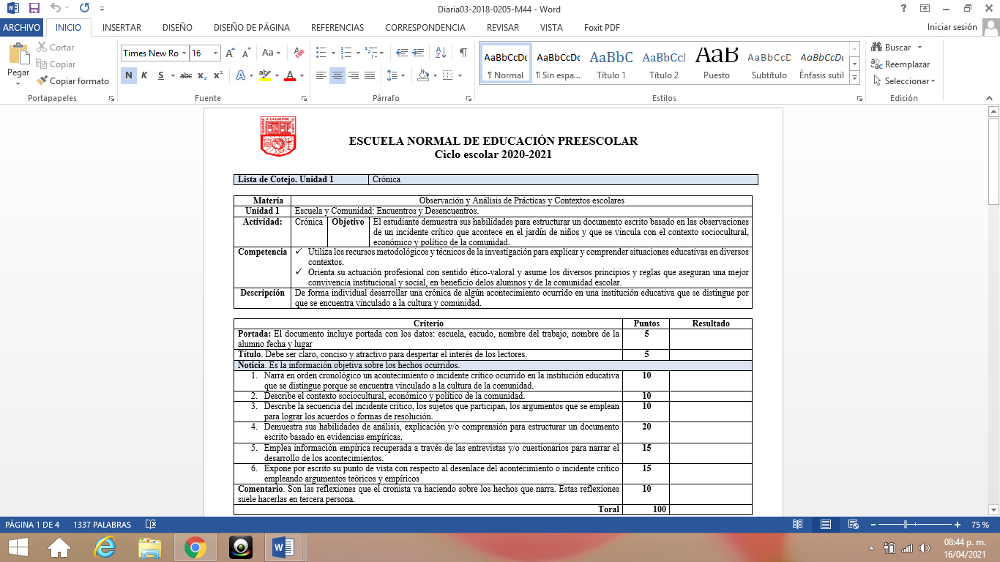 Diaria03-2018-0205-M44 - Word
ARCHIVO INICIO INSERTAR DISEÑO DISEÑO DE PÁGINA REFERENCIAS CORRESPONDENCIA REVISAR VISTA Foxit PDF Iniciar sesión
Pegar
Cortar
Copiar
Copiar formato
Portapapeles
Times New Ro 16
N K S abc x₂ x²
Fuente
Párrafo
AaBbCcDc AaBbCcDc AaBbC AaBbCcI AaB AaBbCcD AaBbCcDc
¶ Normal ¶ Sin espa... Título 1 Título 2 Puesto Subtítulo Énfasis sutil
Estilos
Buscar
Reemplazar
Seleccionar
Edición
ESCUELA NORMAL DE EDUCACIÓN PREESCOLAR
Ciclo escolar 2020-2021
Lista de Cotejo. Unidad 1 Crónica
Materia Observación y Análisis de Prácticas y Contextos escolares
Unidad 1 Escuela y Comunidad: Encuentros y Desencuentros.
Actividad: Crónica Objetivo El estudiante demuestra sus habilidades para estructurar un documento escrito basado en las observaciones
de un incidente crítico que acontece en el jardín de niños y que se vincula con el contexto sociocultural,
económico y político de la comunidad.
Competencia ✓ Utiliza los recursos metodológicos y técnicos de la investigación para explicar y comprender situaciones educativas en diversos
contextos.
✓ Orienta su actuación profesional con sentido ético-valoral y asume los diversos principios y reglas que aseguran una mejor
convivencia institucional y social, en beneficio delos alumnos y de la comunidad escolar.
Descripción De forma individual desarrollar una crónica de algún acontecimiento ocurrido en una institución educativa que se distingue por
que se encuentra vinculado a la cultura y comunidad.
Criterio Puntos Resultado
Portada: El documento incluye portada con los datos: escuela, escudo, nombre del trabajo, nombre de la 5
alumno fecha y lugar
Título. Debe ser claro, conciso y atractivo para despertar el interés de los lectores. 5
Noticia. Es la información objetiva sobre los hechos ocurridos.
1. Narra en orden cronológico un acontecimiento o incidente crítico ocurrido en la institución educativa 10
que se distingue porque se encuentra vinculado a la cultura de la comunidad.
2. Describe el contexto sociocultural, económico y político de la comunidad. 10
3. Describe la secuencia del incidente crítico, los sujetos que participan, los argumentos que se emplean 10
para lograr los acuerdos o formas de resolución.
4. Demuestra sus habilidades de análisis, explicación y/o comprensión para estructurar un documento 20
escrito basado en evidencias empíricas.
5. Emplea información empírica recuperada a través de las entrevistas y/o cuestionarios para narrar el 15
desarrollo de los acontecimientos.
6. Expone por escrito su punto de vista con respecto al desenlace del acontecimiento o incidente crítico 15
empleando argumentos teóricos y empíricos
Comentario. Son las reflexiones que el cronista va haciendo sobre los hechos que narra. Estas reflexiones 10
suele hacerlas en tercera persona.
Toral 100
PÁGINA 1 DE 4 1337 PALABRAS 75 %
08:44 p. m.
16/04/2021